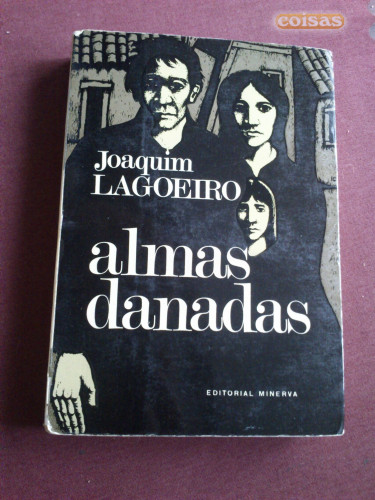 coisas
Joaquim
LAGOEIRO
almas
danadas
EDITORIAL MINERVA